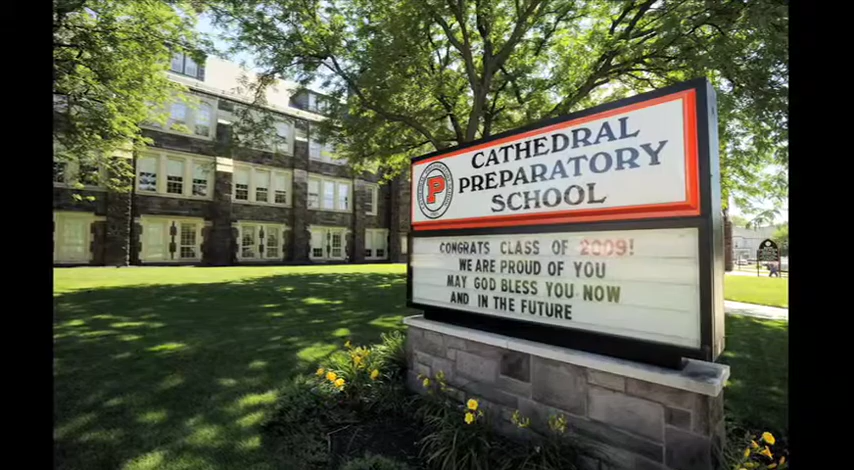 CATHEDRAL
PREPARATORY
SCHOOL
P
CONGRATS CLASS OF 2009!
WE ARE PROUD OF YOU
MAY GOD BLESS YOU NOW
AND IN THE FUTURE